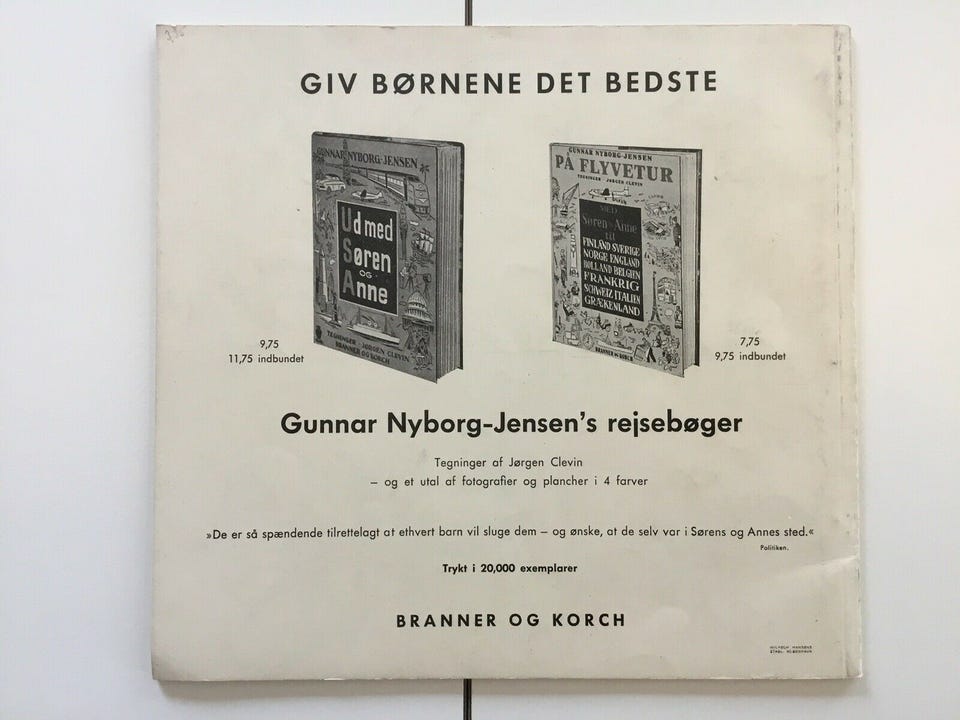 GIV BØRNENE DET BEDSTE
GUNNAR NYBORG-JENSEN
Ud med
Søren
OG
Anne
TEGNINGER · JØRGEN CLEVIN
BRANNER OG KORCH
9,75
11,75 indbundet
GUNNAR NYBORG-JENSEN
PÅ FLYVETUR
TEGNINGER · JØRGEN CLEVIN
MED
Søren og Anne
til
FINLAND SVERIGE
NORGE ENGLAND
HOLLAND BELGIEN
FRANKRIG
SCHWEIZ ITALIEN
GRÆKENLAND
BRANNER OG KORCH
7,75
9,75 indbundet
Gunnar Nyborg-Jensen's rejsebøger
Tegninger af Jørgen Clevin
– og et utal af fotografier og plancher i 4 farver
»De er så spændende tilrettelagt at ethvert barn vil sluge dem – og ønske, at de selv var i Sørens og Annes sted.«
Politiken.
Trykt i 20,000 exemplarer
BRANNER OG KORCH